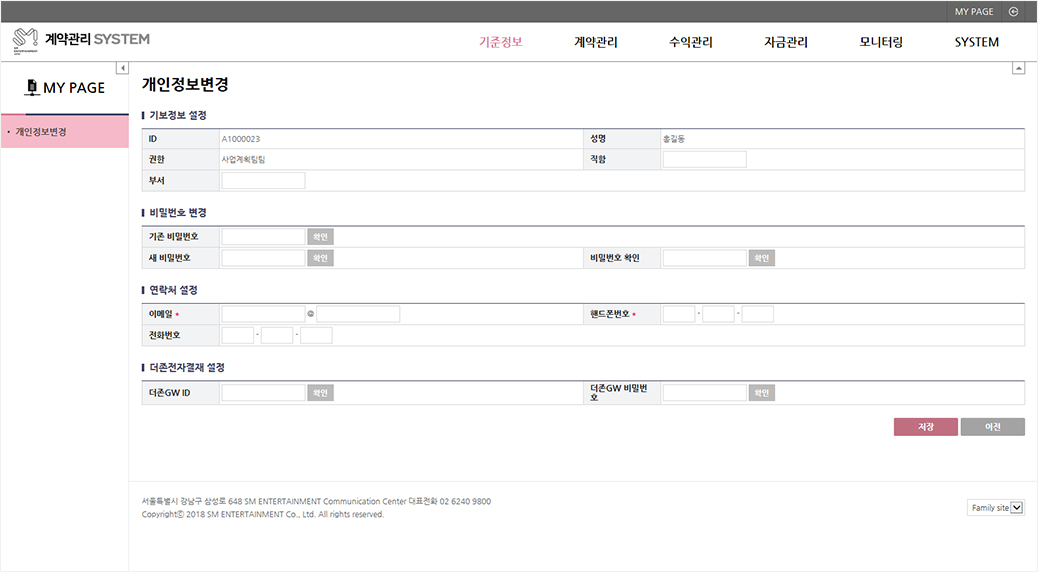 MY PAGE
SM ENTERTAINMENT 계약관리 SYSTEM
기준정보 계약관리 수익관리 자금관리 모니터링 SYSTEM
MY PAGE
개인정보변경
개인정보변경
기보정보 설정
ID A1000023 성명 홍길동
권한 사업계획팀팀 직함
부서
비밀번호 변경
기존 비밀번호 확인
새 비밀번호 확인 비밀번호 확인 확인
연락처 설정
이메일 * @ 핸드폰번호 * - -
전화번호 - -
더존전자결재 설정
더존GW ID 확인 더존GW 비밀번
호 확인
저장 이전
서울특별시 강남구 삼성로 648 SM ENTERTAINMENT Communication Center 대표전화 02 6240 9800
Copyrightⓒ 2018 SM ENTERTAINMENT Co., Ltd. All rights reserved.
Family site